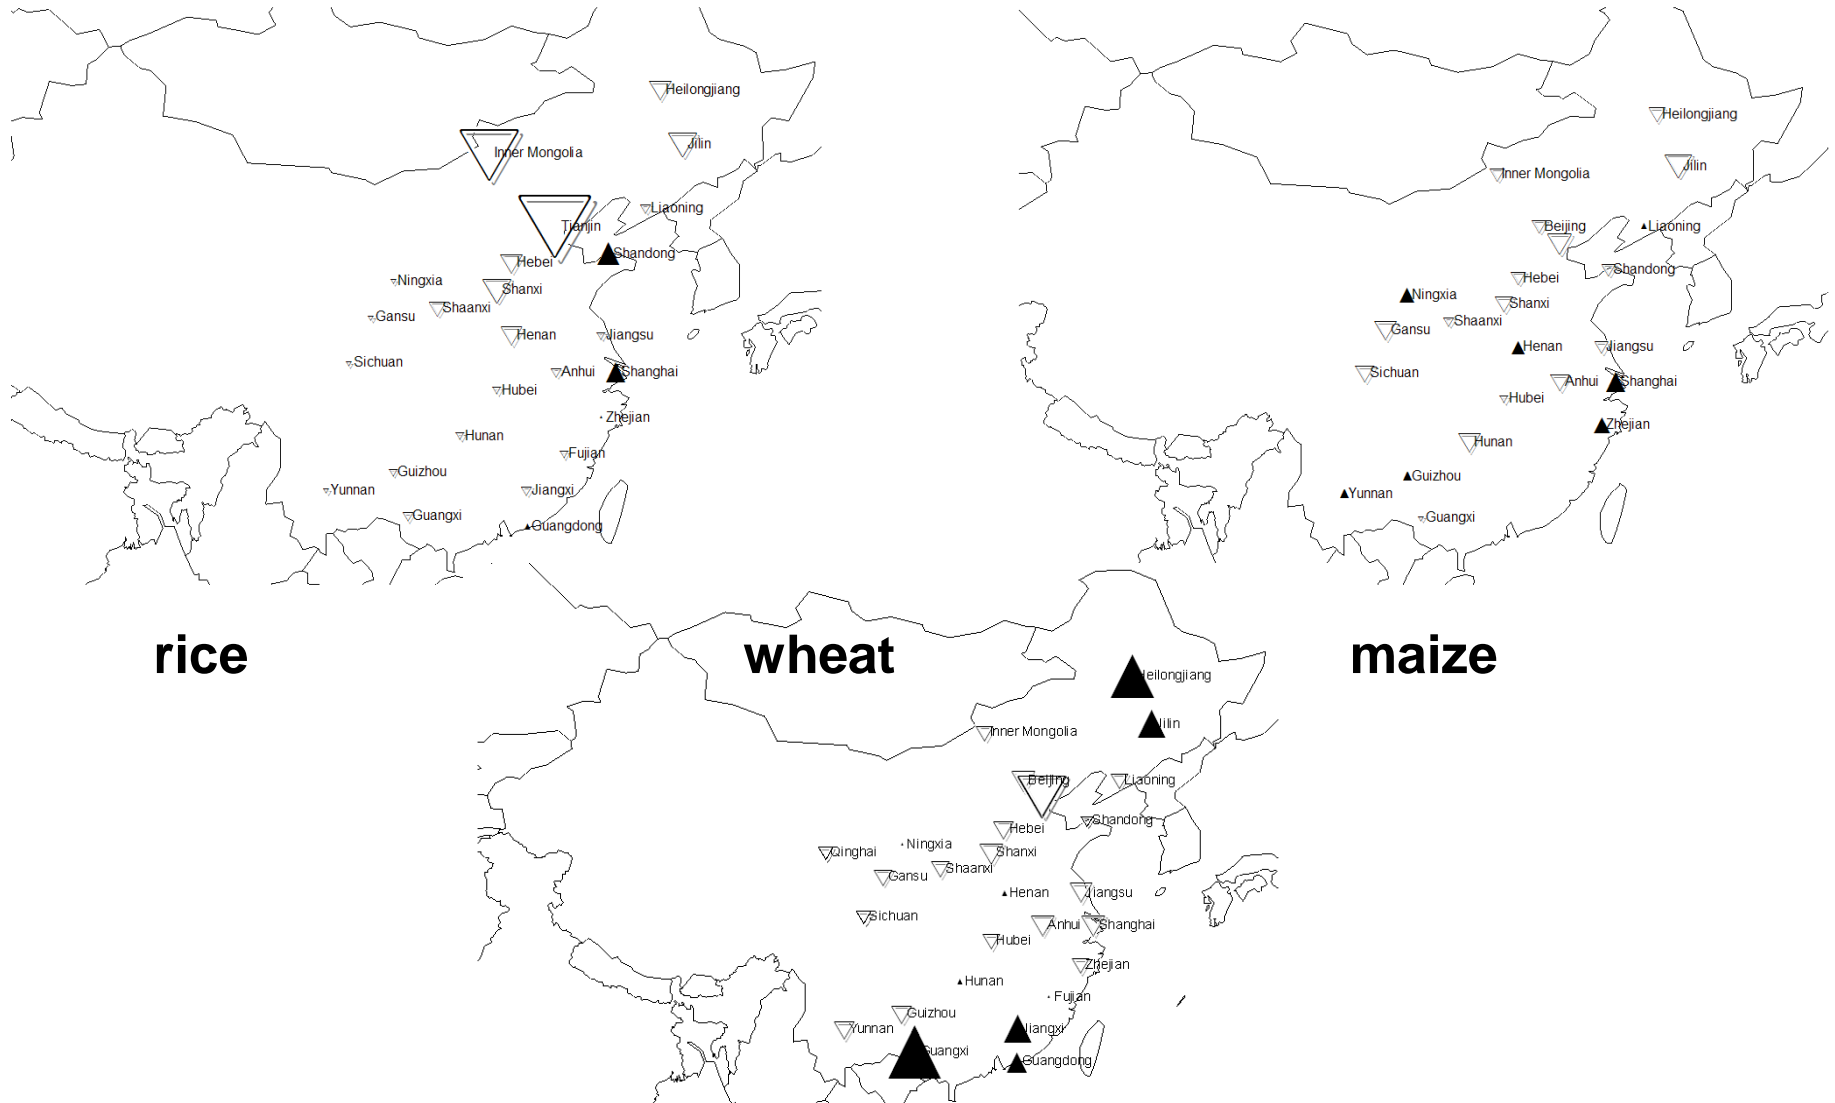 Heilongjiang
Jilin
Inner Mongolia
Liaoning
Tianjin
Shandong
Hebei
Ningxia
Shanxi
Shaanxi
Gansu
Henan
Jiangsu
Sichuan
Anhui
Shanghai
Hubei
Zhejian
Hunan
Fujian
Guizhou
Yunnan
Jiangxi
Guangxi
Guangdong
Heilongjiang
Jilin
Inner Mongolia
Beijing
Liaoning
Shandong
Hebei
Ningxia
Shanxi
Shaanxi
Gansu
Henan
Jiangsu
Sichuan
Anhui
Shanghai
Hubei
Zhejian
Hunan
Guizhou
Yunnan
Guangxi
rice
wheat
maize
Heilongjiang
Jilin
Inner Mongolia
Beijing
Liaoning
Shandong
Hebei
Ningxia
Qinghai
Shanxi
Shaanxi
Gansu
Henan
Jiangsu
Sichuan
Anhui
Shanghai
Hubei
Zhejian
Hunan
Fujian
Guizhou
Yunnan
Jiangxi
Guangxi
Guangdong